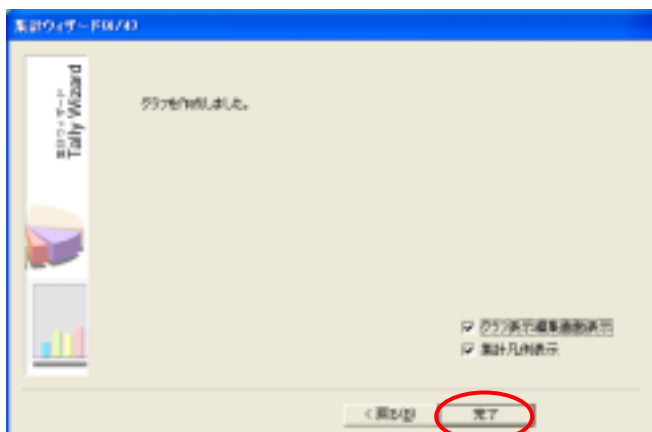 集計ウィザード(4/4)
集計ウィザード
Tally Wizard
グラフを作成しました。
グラフ表示編集画面表示
集計凡例表示
< 戻る(B)
完了